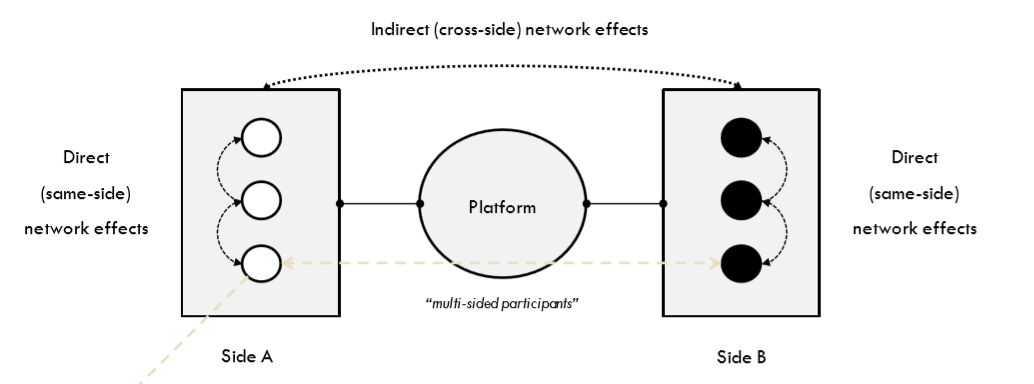 Indirect (cross-side) network effects
Direct
(same-side)
network effects
Platform
Direct
(same-side)
network effects
“multi-sided participants”
Side A
Side B